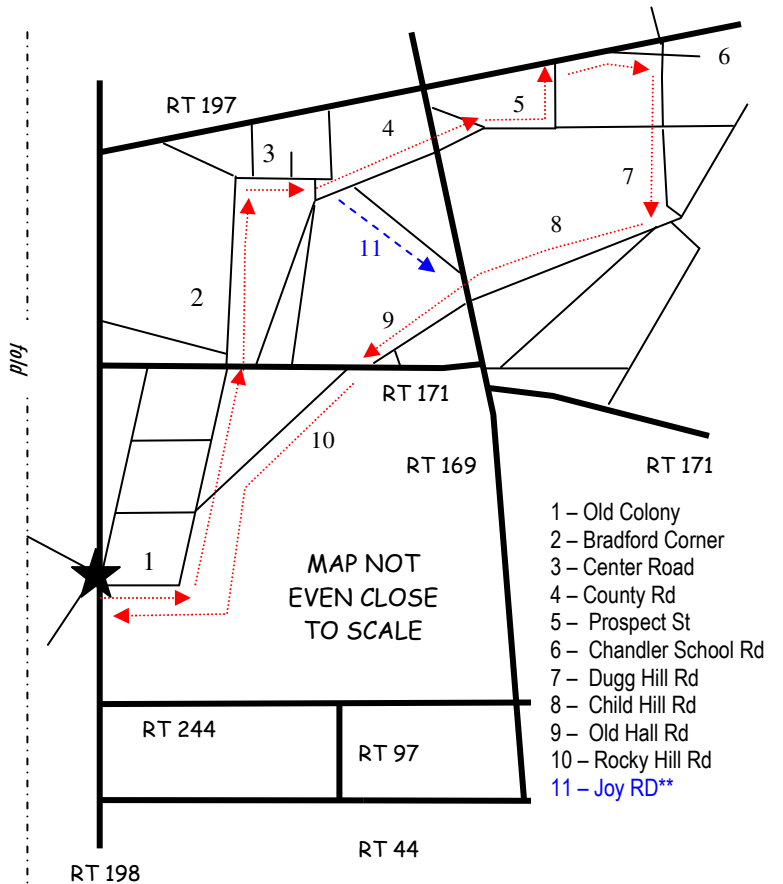 6
RT 197
5
4
3
7
8
11
2
9
fold
RT 171
10
RT 169
RT 171
1
MAP NOT
EVEN CLOSE
TO SCALE
1 – Old Colony
2 – Bradford Corner
3 – Center Road
4 – County Rd
5 – Prospect St
6 – Chandler School Rd
7 – Dugg Hill Rd
8 – Child Hill Rd
9 – Old Hall Rd
10 – Rocky Hill Rd
11 – Joy RD**
RT 244
RT 97
RT 44
RT 198